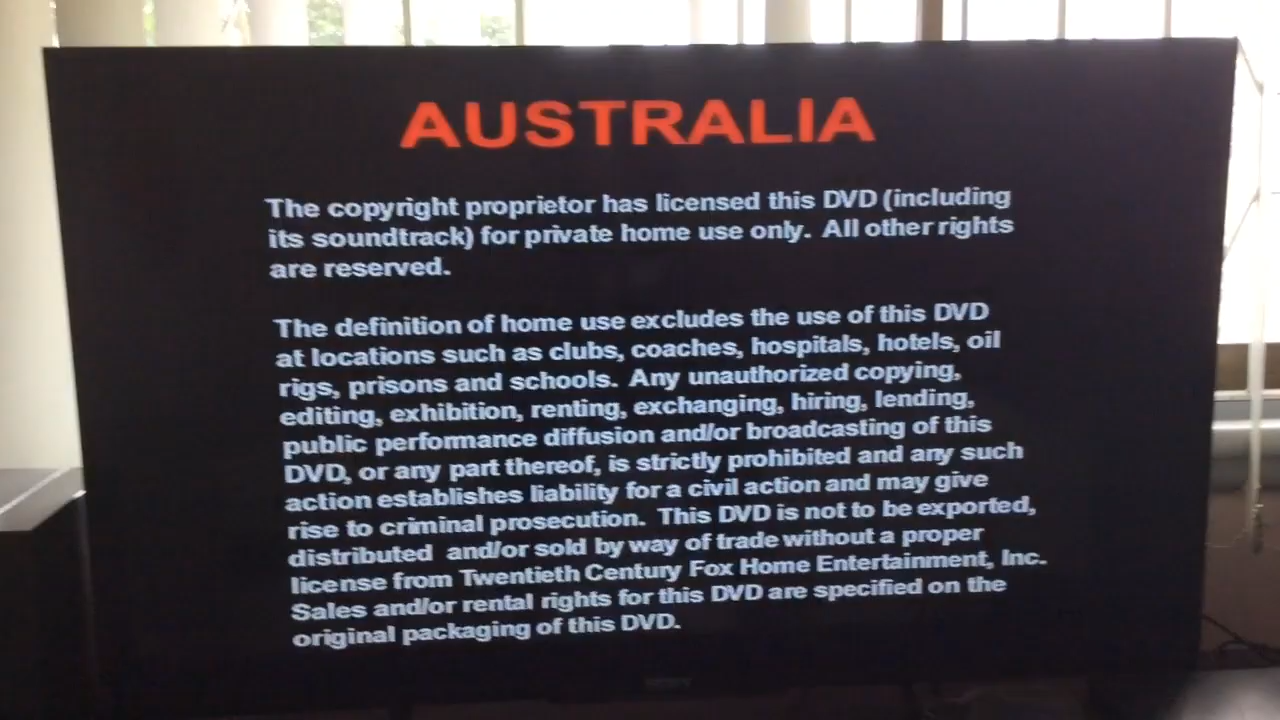 AUSTRALIA
The copyright proprietor has licensed this DVD (including
its soundtrack) for private home use only. All other rights
are reserved.
The definition of home use excludes the use of this DVD
at locations such as clubs, coaches, hospitals, hotels, oil
rigs, prisons and schools. Any unauthorized copying,
editing, exhibition, renting, exchanging, hiring, lending,
public performance diffusion and/or broadcasting of this
DVD, or any part thereof, is strictly prohibited and any such
action establishes liability for a civil action and may give
rise to criminal prosecution. This DVD is not to be exported,
distributed and/or sold by way of trade without a proper
license from Twentieth Century Fox Home Entertainment, Inc.
Sales and/or rental rights for this DVD are specified on the
original packaging of this DVD.